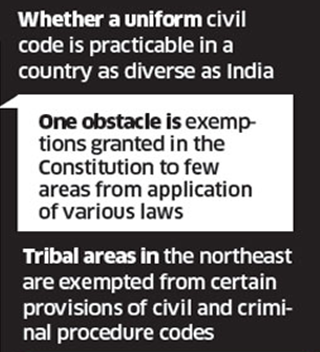 Whether a uniform civil
code is practicable in a
country as diverse as India
One obstacle is exemp-
tions granted in the
Constitution to few
areas from application
of various laws
Tribal areas in the northeast
are exempted from certain
provisions of civil and crimi-
nal procedure codes